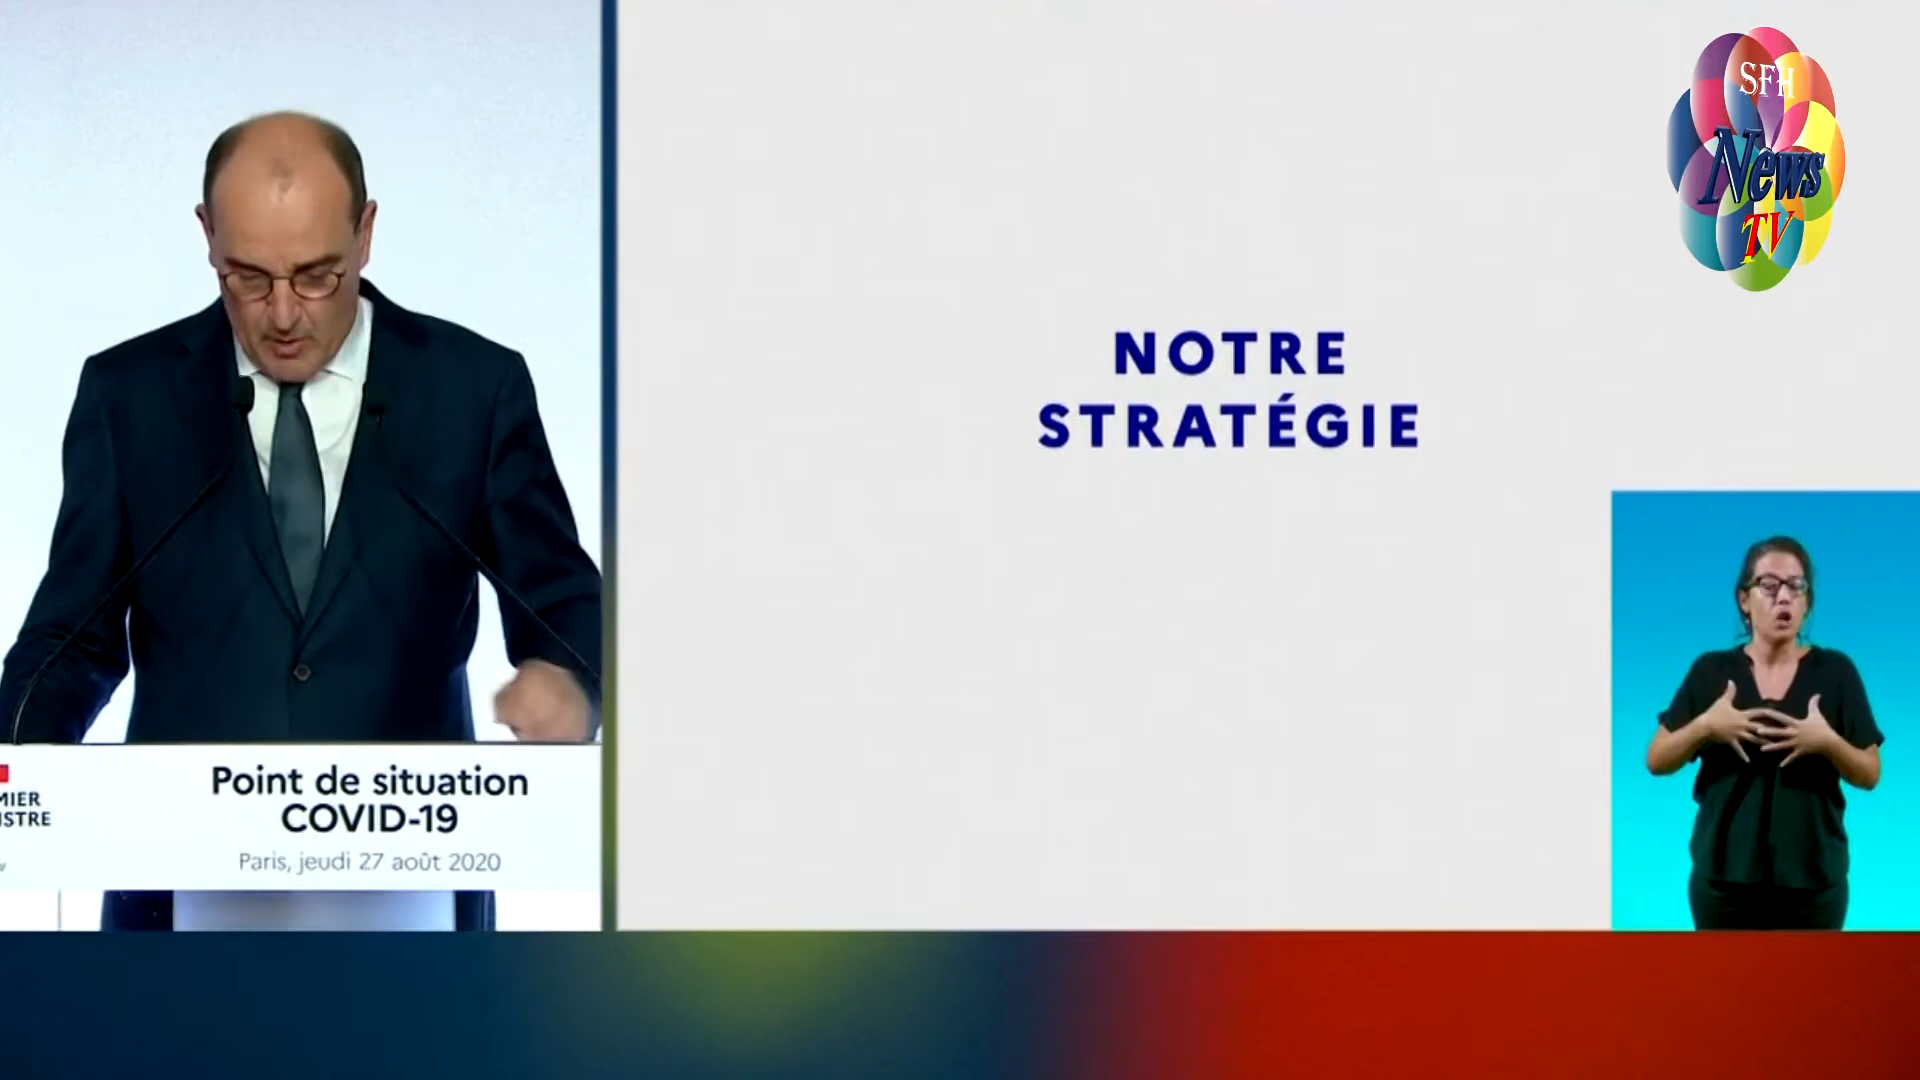 SFH
News
TV
NOTRE
STRATÉGIE
Point de situation
COVID-19
Paris, jeudi 27 août 2020
MIER
ISTRE